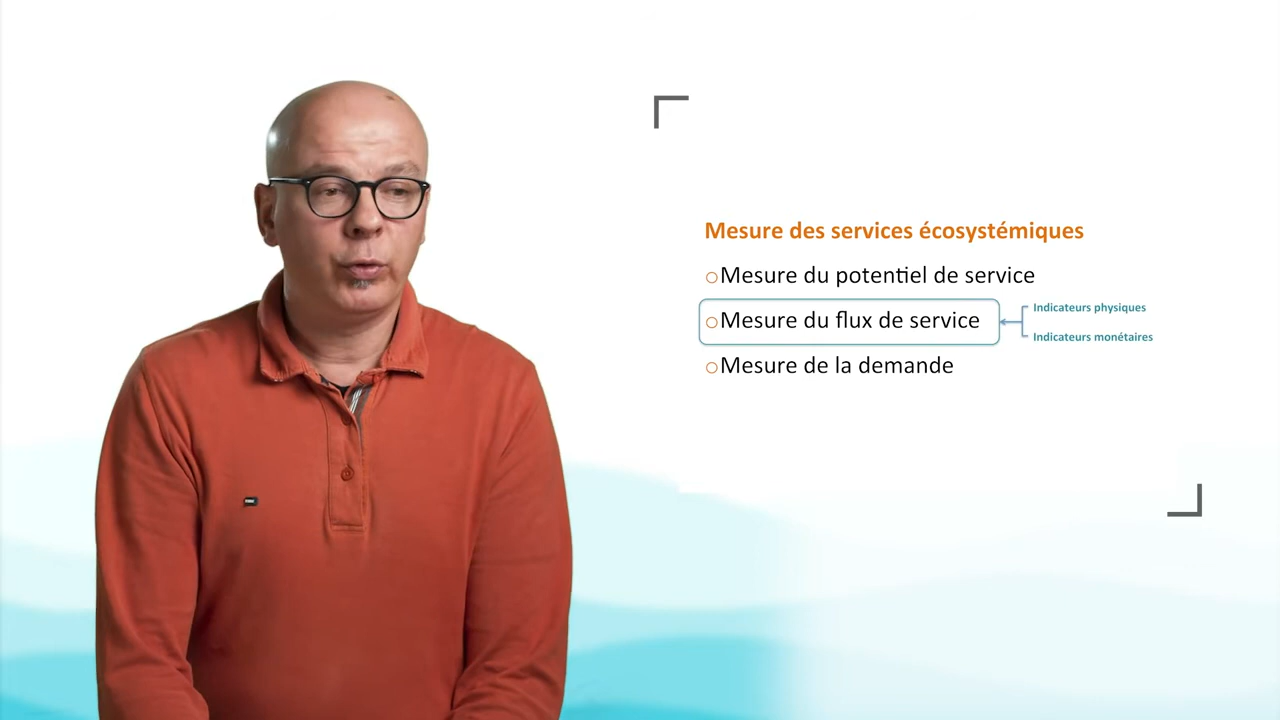 Mesure des services écosystémiques
○Mesure du potentiel de service
○Mesure du flux de service
Indicateurs physiques
Indicateurs monétaires
○Mesure de la demande